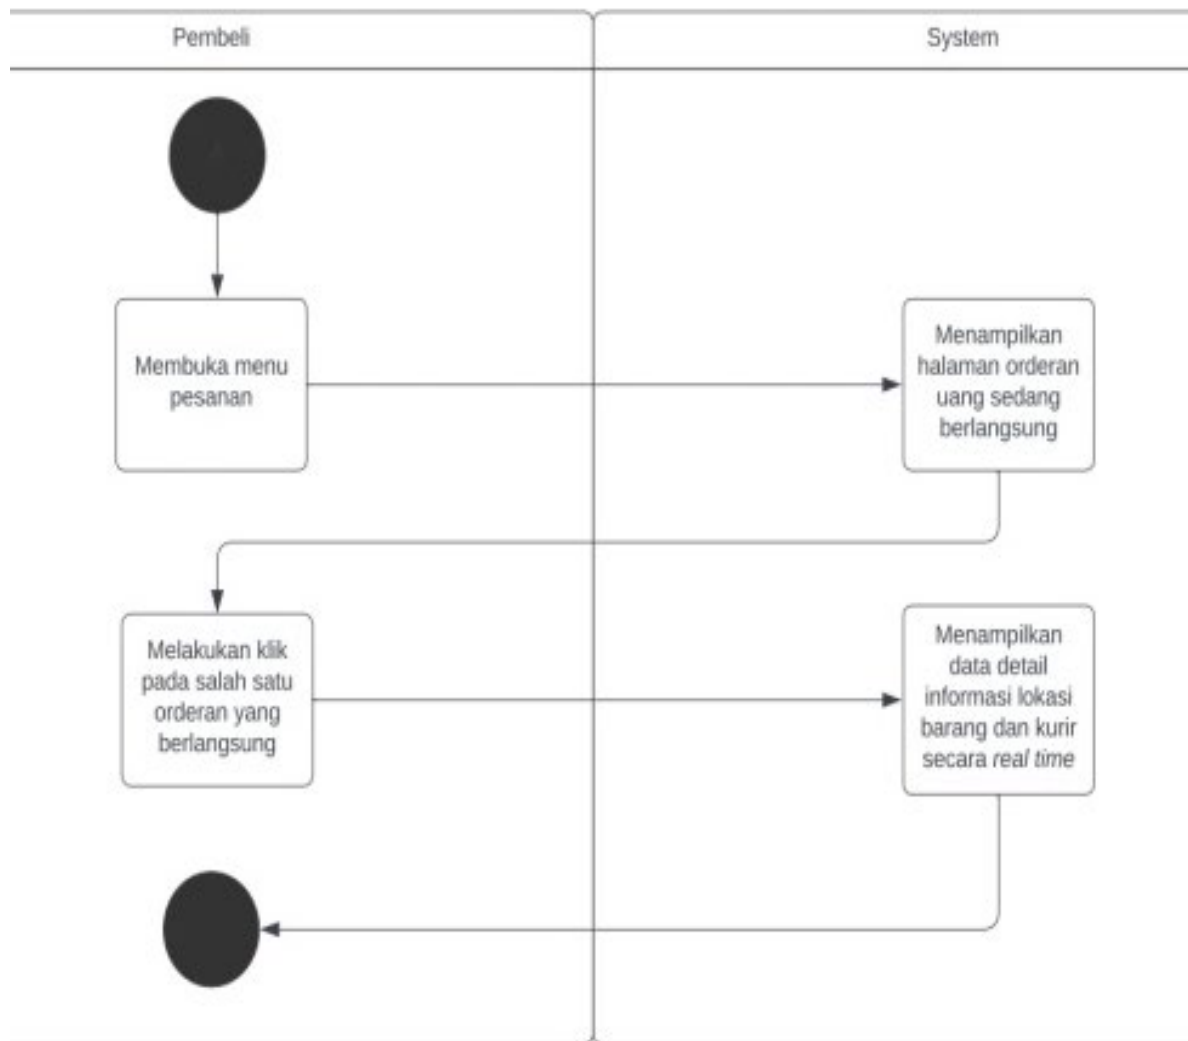 Pembeli
System
Membuka menu
pesanan
Menampilkan
halaman orderan
uang sedang
berlangsung
Melakukan klik
pada salah satu
orderan yang
berlangsung
Menampilkan
data detail
informasi lokasi
barang dan kurir
secara real time